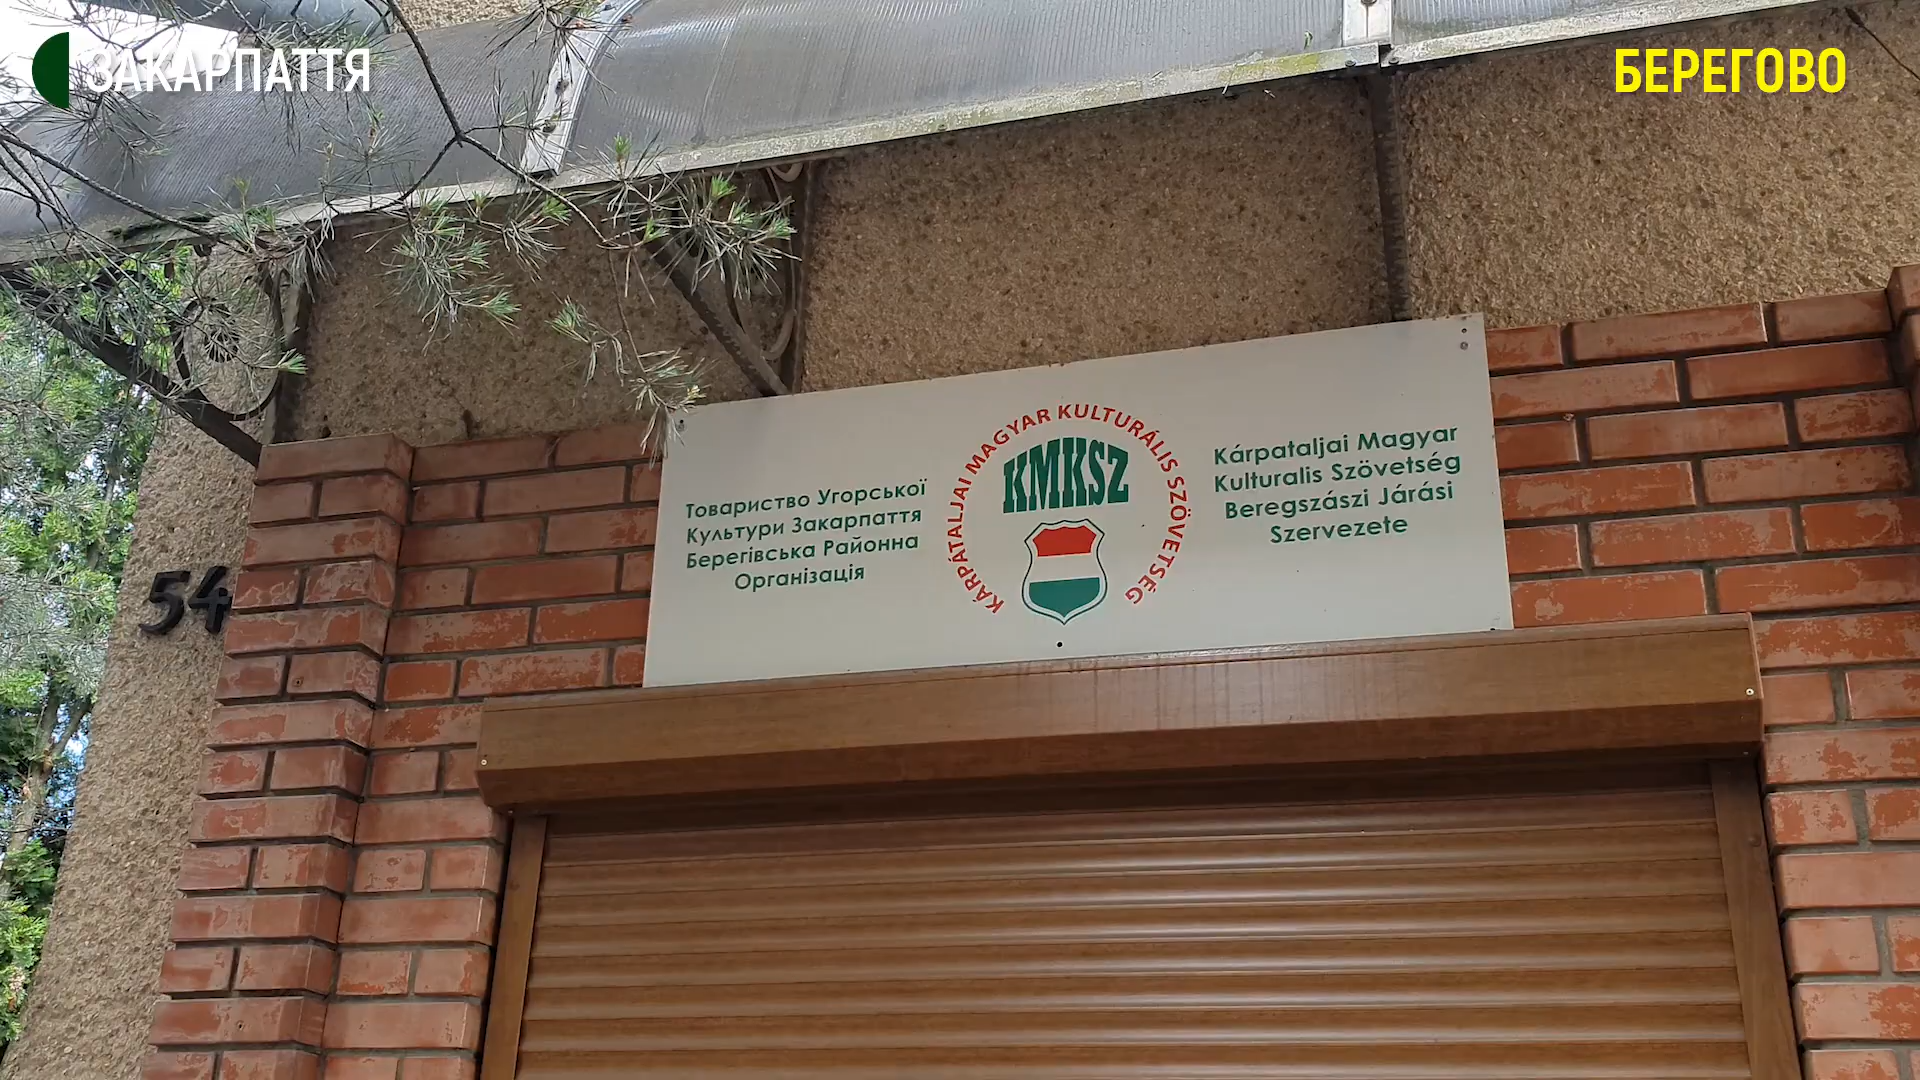 ЗАКАРПАТТЯ
БЕРЕГОВО
54
Товариство Угорської
Культури Закарпаття
Берегівська Районна
Організація
KÁRPÁTALJAI MAGYAR KULTURÁLIS SZÖVETSÉG
KMKSZ
Kárpataljai Magyar
Kulturalis Szövetség
Beregszászi Járási
Szervezete